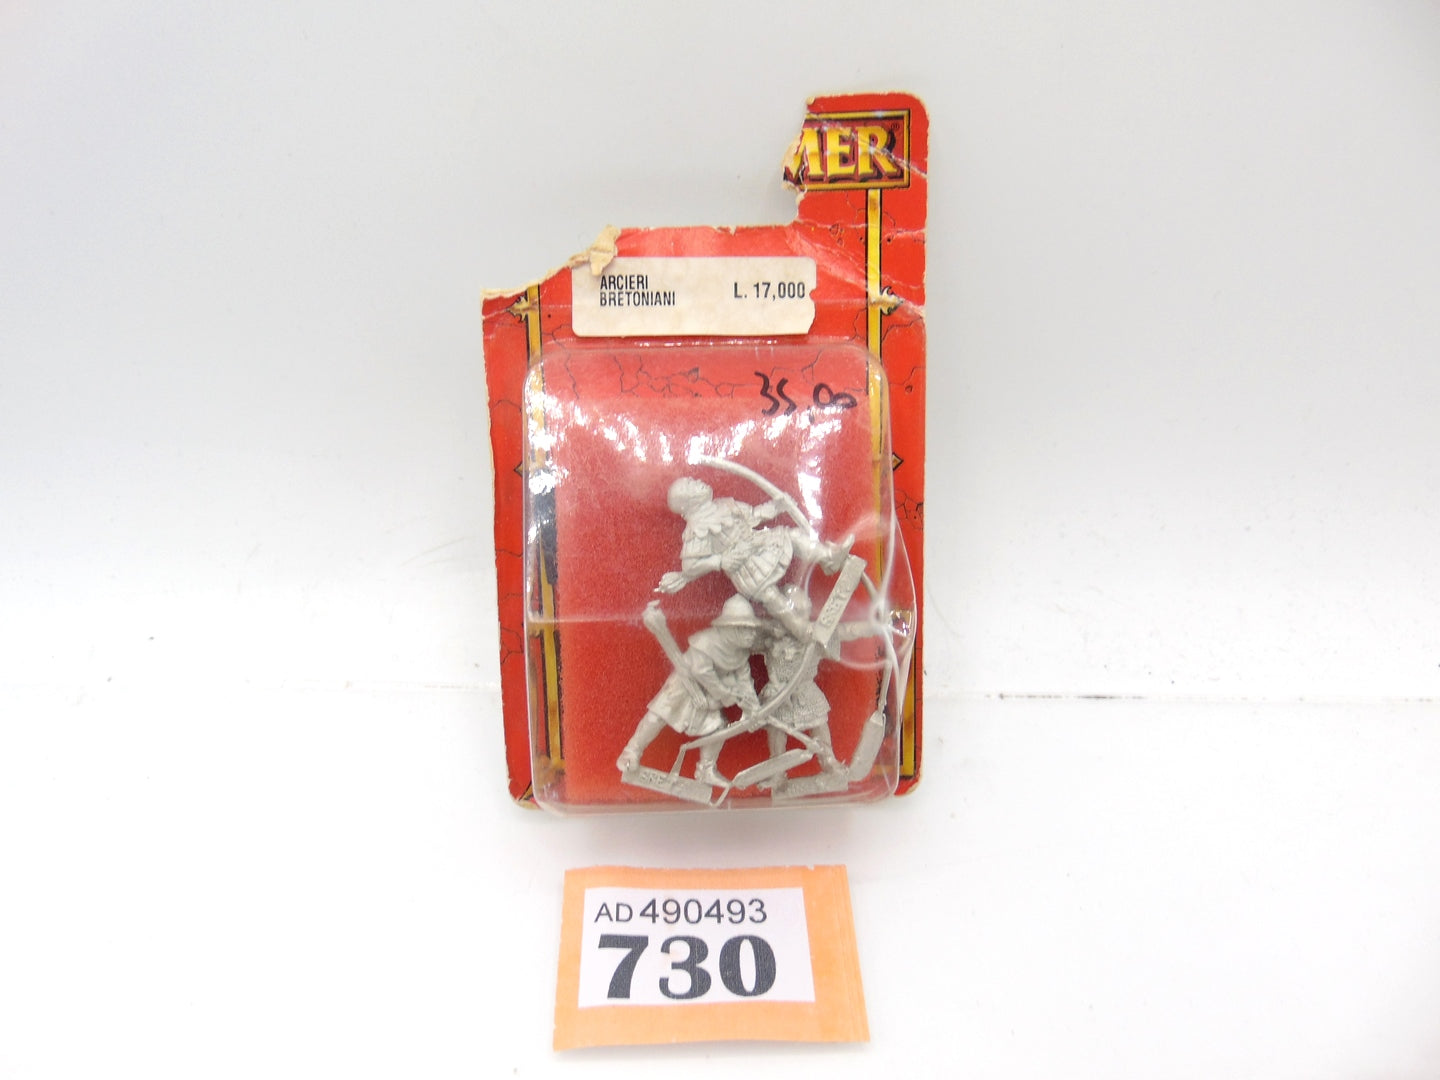 MER®
ARCIERI
BRETONIANI
L. 17,000
35,00
AD 490493
730